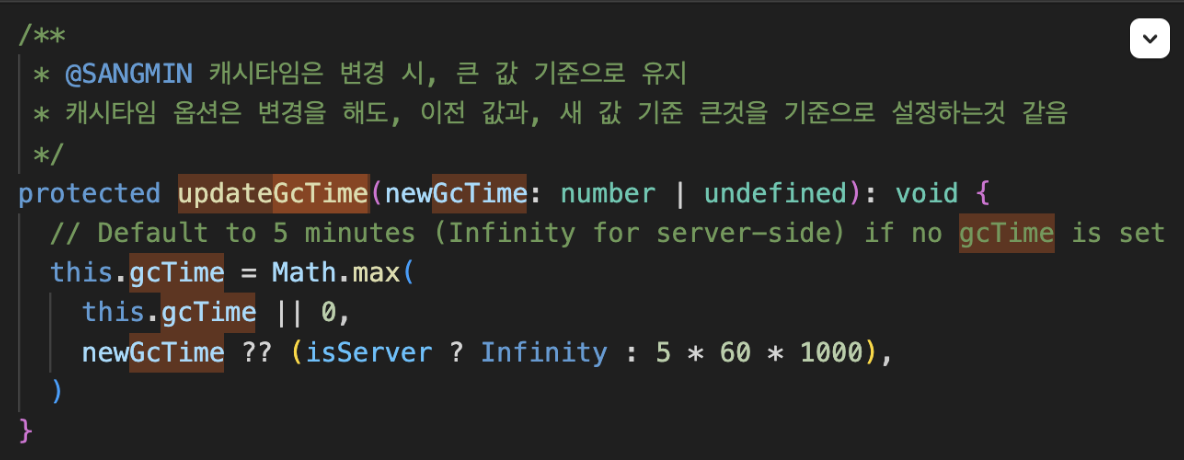 /**
* @SANGMIN 캐시타임은 변경 시, 큰 값 기준으로 유지
* 캐시타임 옵션은 변경을 해도, 이전 값과, 새 값 기준 큰것을 기준으로 설정하는것 같음
*/
protected updateGcTime(newGcTime: number | undefined): void {
// Default to 5 minutes (Infinity for server-side) if no gcTime is set
this.gcTime = Math.max(
this.gcTime || 0,
newGcTime ?? (isServer ? Infinity : 5 * 60 * 1000),
)
}